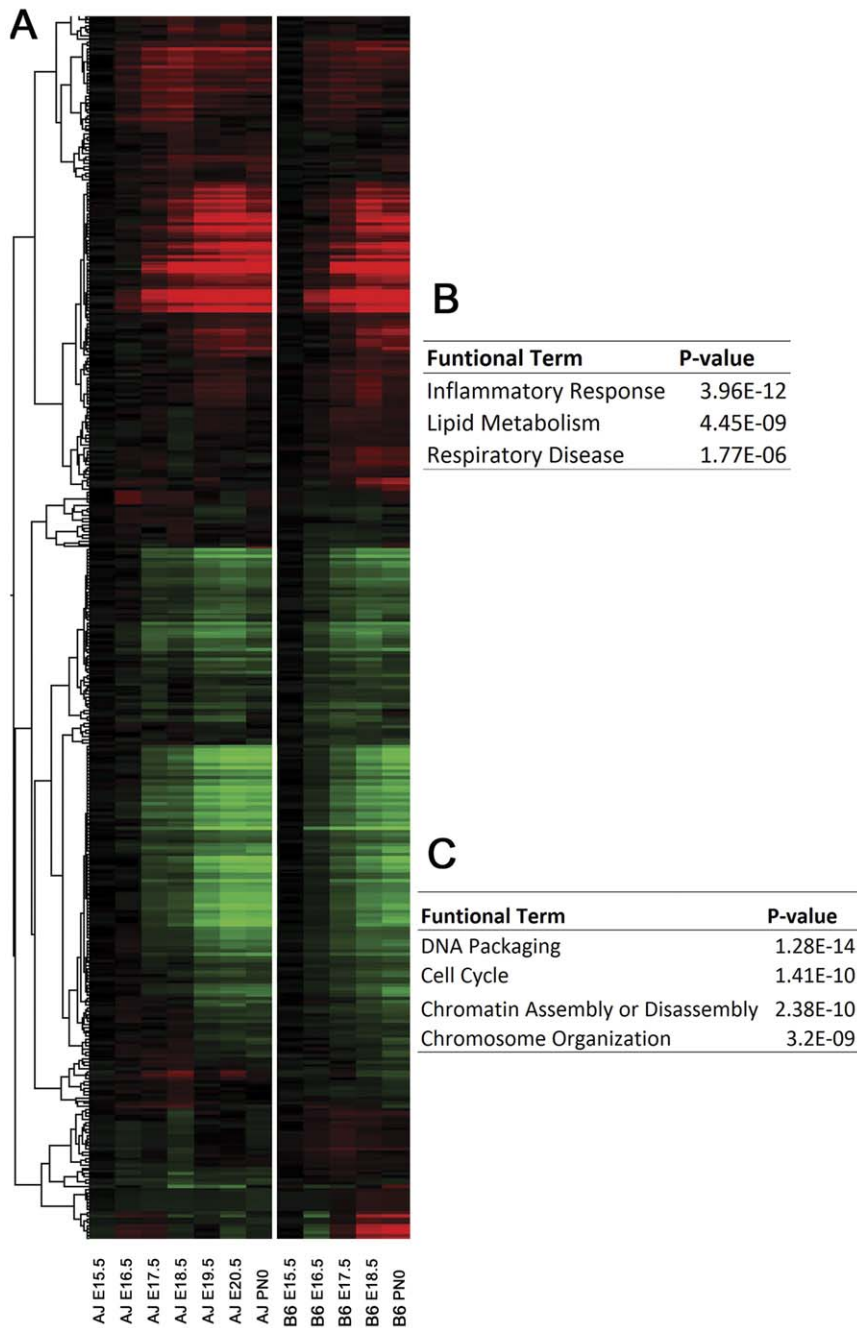 A
B
Funtional Term P-value
Inflammatory Response 3.96E-12
Lipid Metabolism 4.45E-09
Respiratory Disease 1.77E-06
C
Funtional Term P-value
DNA Packaging 1.28E-14
Cell Cycle 1.41E-10
Chromatin Assembly or Disassembly 2.38E-10
Chromosome Organization 3.2E-09
AJ E15.5
AJ E16.5
AJ E17.5
AJ E18.5
AJ E19.5
AJ E20.5
AJ PN0
B6 E15.5
B6 E16.5
B6 E17.5
B6 E18.5
B6 PN0